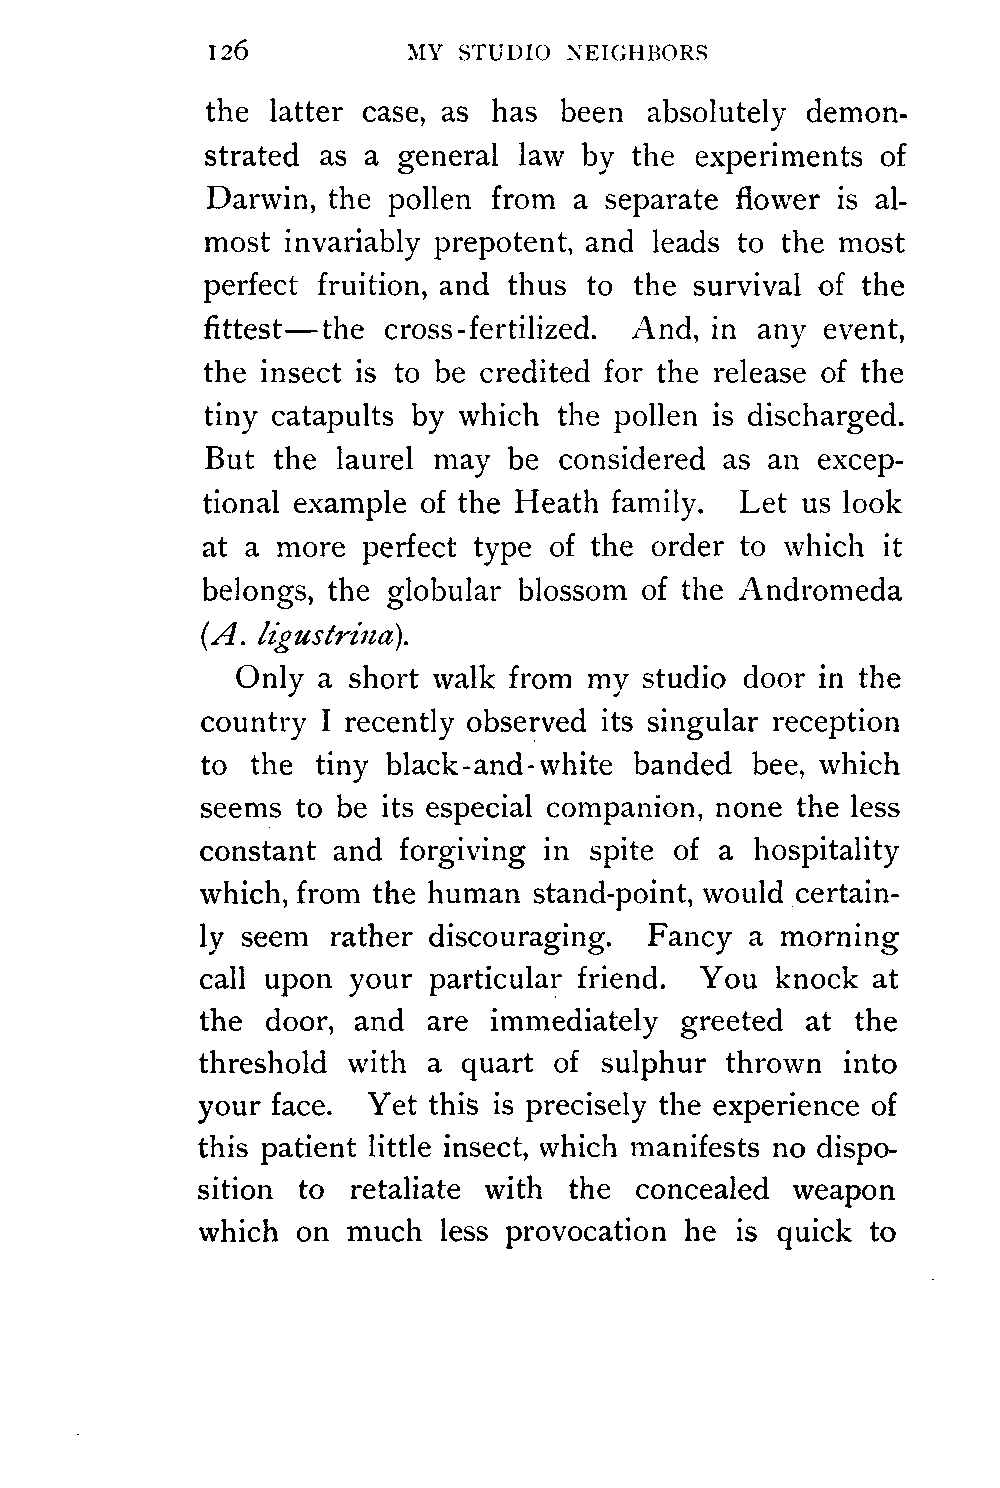 126 MY STUDIO NEIGHBORS
the latter case, as has been absolutely demon-
strated as a general law by the experiments of
Darwin, the pollen from a separate flower is al-
most invariably prepotent, and leads to the most
perfect fruition, and thus to the survival of the
fittest—the cross-fertilized. And, in any event,
the insect is to be credited for the release of the
tiny catapults by which the pollen is discharged.
But the laurel may be considered as an excep-
tional example of the Heath family. Let us look
at a more perfect type of the order to which it
belongs, the globular blossom of the Andromeda
(A. ligustrina).
Only a short walk from my studio door in the
country I recently observed its singular reception
to the tiny black-and-white banded bee, which
seems to be its especial companion, none the less
constant and forgiving in spite of a hospitality
which, from the human stand-point, would certain-
ly seem rather discouraging. Fancy a morning
call upon your particular friend. You knock at
the door, and are immediately greeted at the
threshold with a quart of sulphur thrown into
your face. Yet this is precisely the experience of
this patient little insect, which manifests no dispo-
sition to retaliate with the concealed weapon
which on much less provocation he is quick to